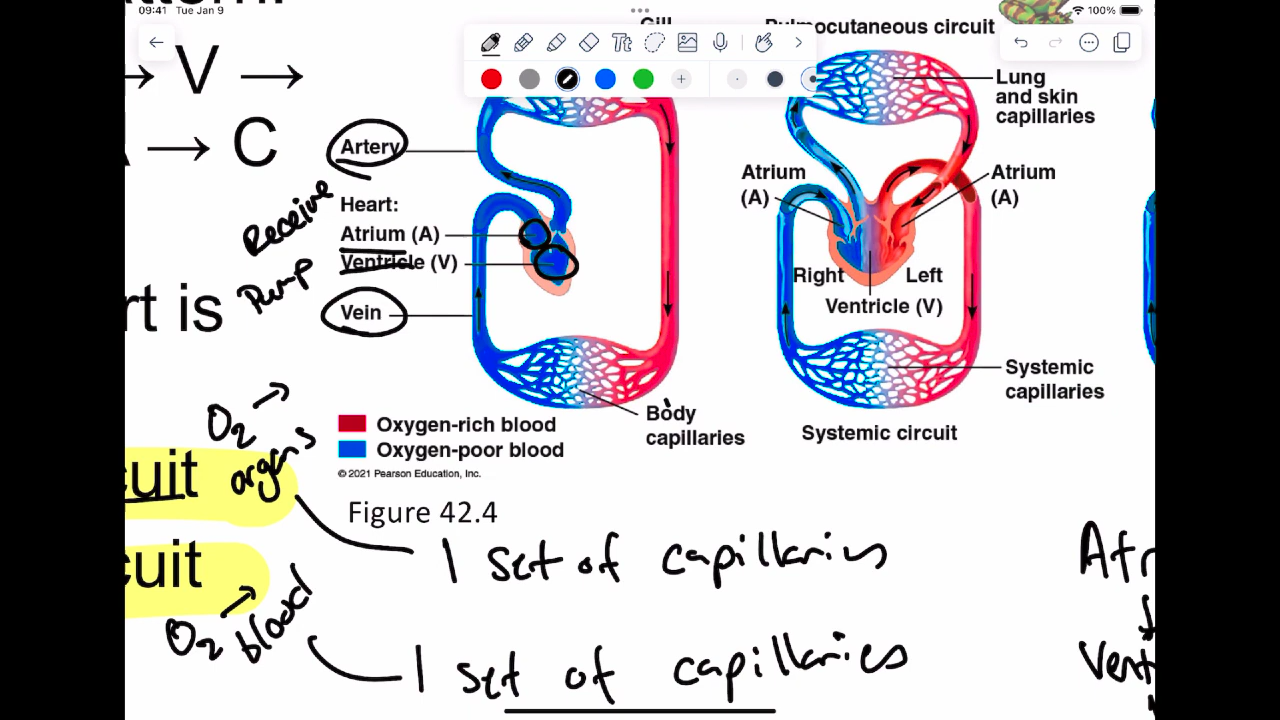 09:41 Tue Jan 9
100%
Pulmocutaneous circuit
→ V →
→ C
Artery
Receive
Heart:
Atrium (A)
Ventricle (V)
Pump
rt is
Vein
Tt
Lung
and skin
capillaries
Atrium
(A)
Atrium
(A)
Right
Left
Ventricle (V)
Systemic
capillaries
Body
capillaries
Systemic circuit
Oxygen-rich blood
Oxygen-poor blood
© 2021 Pearson Education, Inc.
Figure 42.4
O2 →
organs
cuit
1 set of capillaries
cuit
O2 →
blood
1 set of capillaries
Atr
Vent